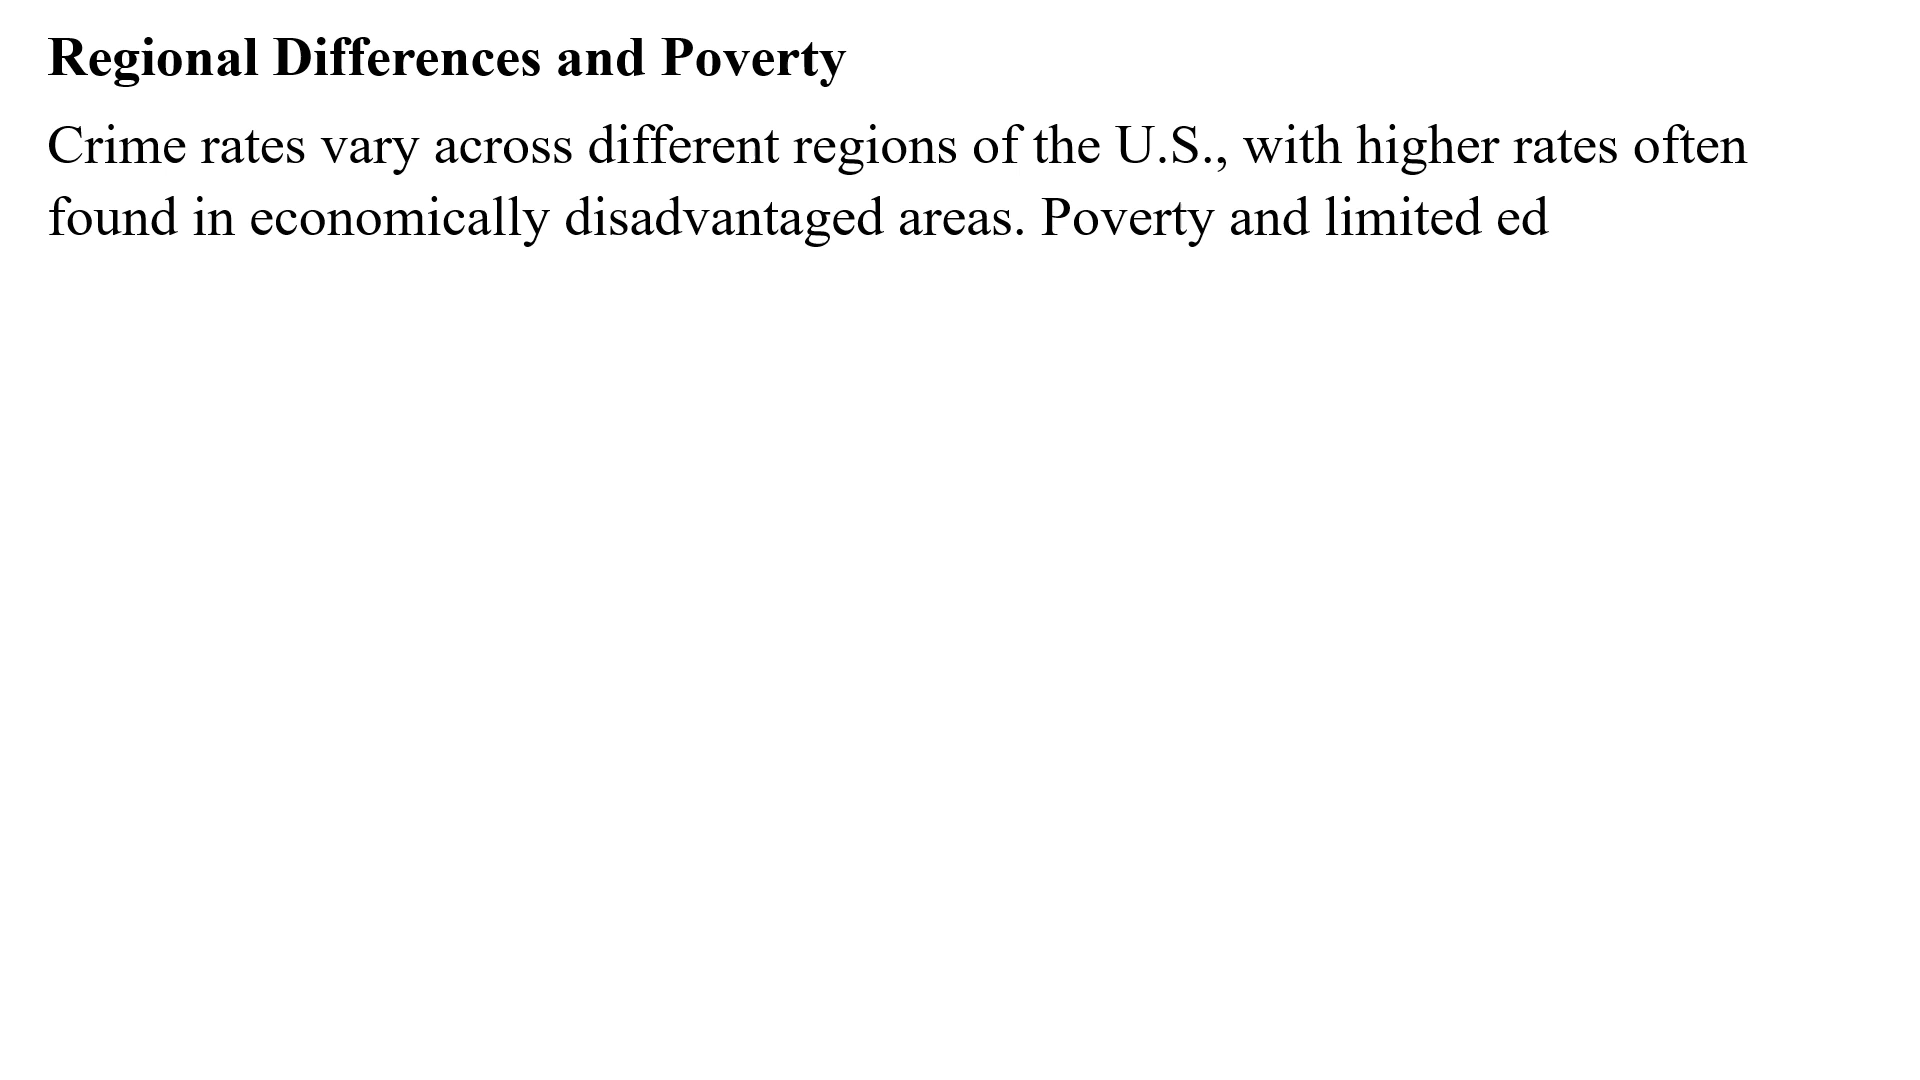 Regional Differences and Poverty
Crime rates vary across different regions of the U.S., with higher rates often
found in economically disadvantaged areas. Poverty and limited ed